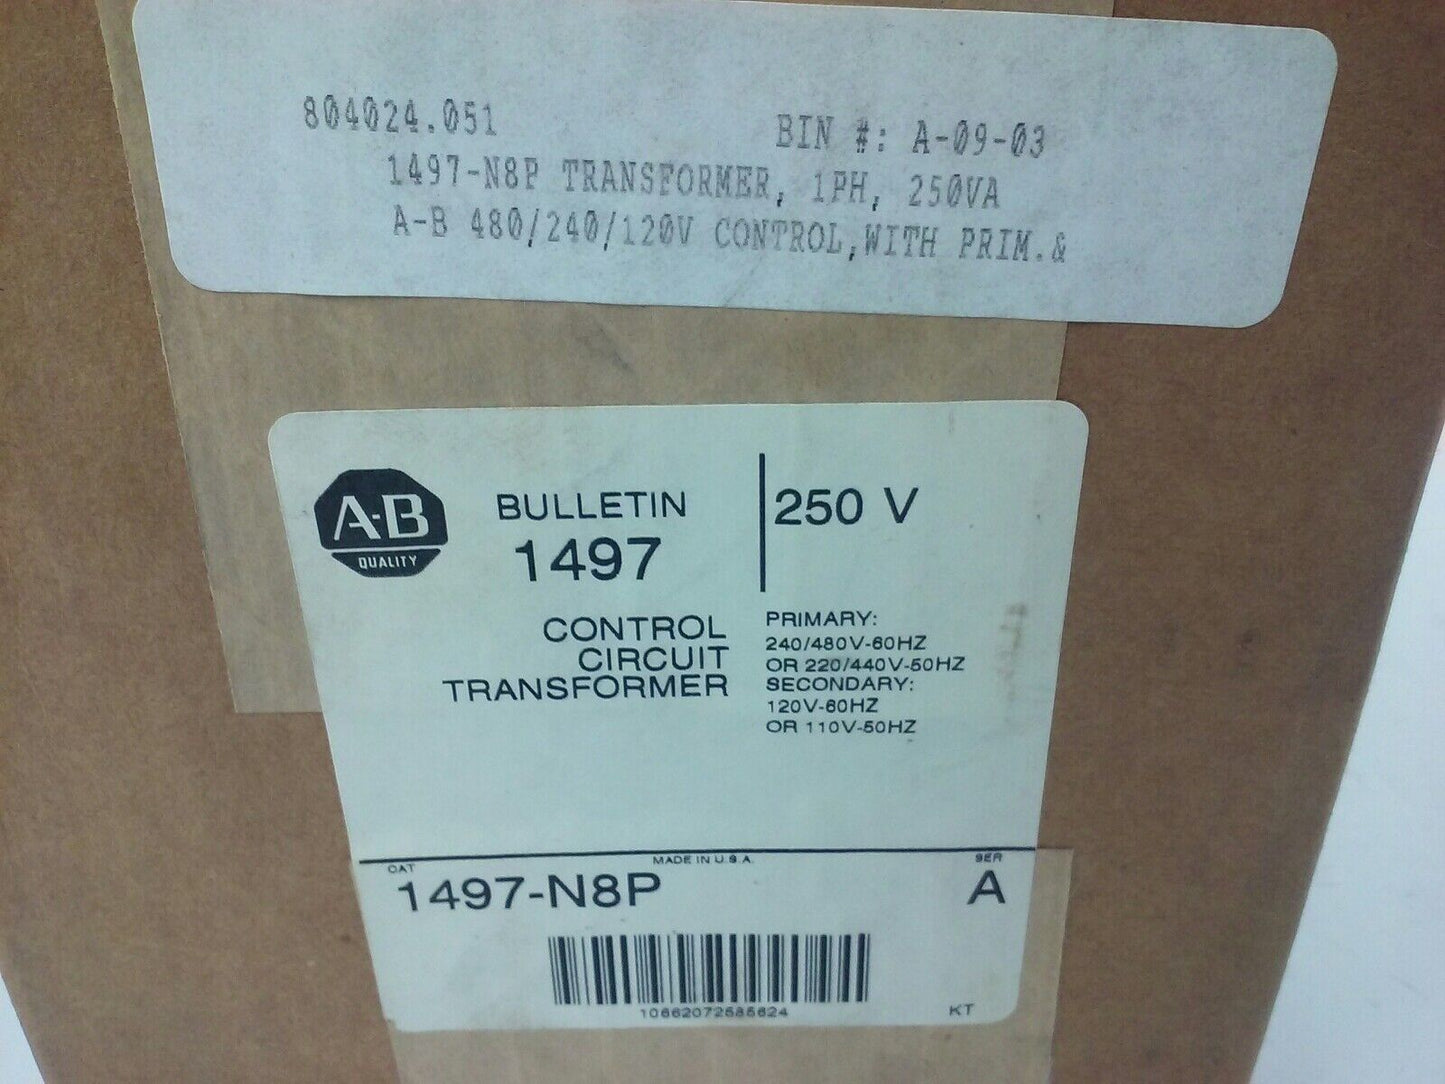 804024.051 BIN #: A-09-03
1497-N8P TRANSFORMER, 1PH, 250VA
A-B 480/240/120V CONTROL,WITH PRIM.&
A-B
QUALITY
BULLETIN
1497
250 V
CONTROL
CIRCUIT
TRANSFORMER
PRIMARY:
240/480V-60HZ
OR 220/440V-50HZ
SECONDARY:
120V-60HZ
OR 110V-50HZ
CAT MADE IN U.S.A. SER
1497-N8P A
10662072585624
KT